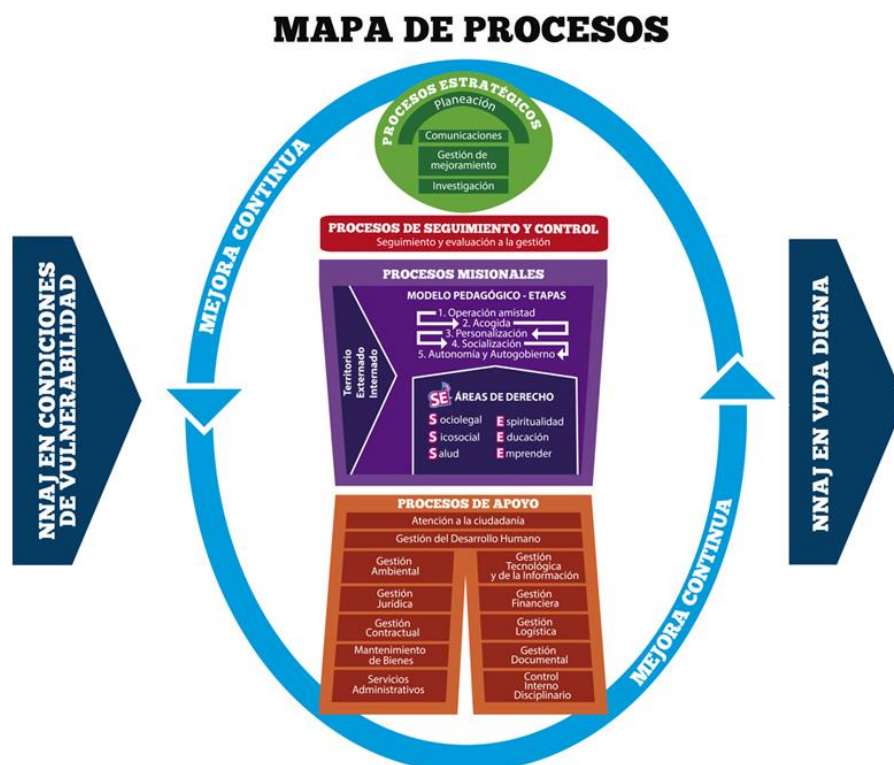 MAPA DE PROCESOS
PROCESOS ESTRATÉGICOS
Planeación
Comunicaciones
Gestión de
mejoramiento
Investigación
MEJORA CONTINUA
PROCESOS DE SEGUIMIENTO Y CONTROL
Seguimiento y evaluación a la gestión
NNAJ EN CONDICIONES
DE VULNERABILIDAD
PROCESOS MISIONALES
MODELO PEDAGÓGICO - ETAPAS
1. Operación amistad
2. Acogida
3. Personalización
4. Socialización
5. Autonomía y Autogobierno
Territorio
Externado
Internado
SE - ÁREAS DE DERECHO
Sociolegal
Sicosocial
Salud
Espiritualidad
Educación
Emprender
NNAJ EN VIDA DIGNA
PROCESOS DE APOYO
Atención a la ciudadanía
Gestión del Desarrollo Humano
Gestión
Ambiental
Gestión
Jurídica
Gestión
Contractual
Mantenimiento
de Bienes
Servicios
Administrativos
Gestión
Tecnológica
y de la Información
Gestión
Financiera
Gestión
Logística
Gestión
Documental
Control
Interno
Disciplinario
MEJORA CONTINUA